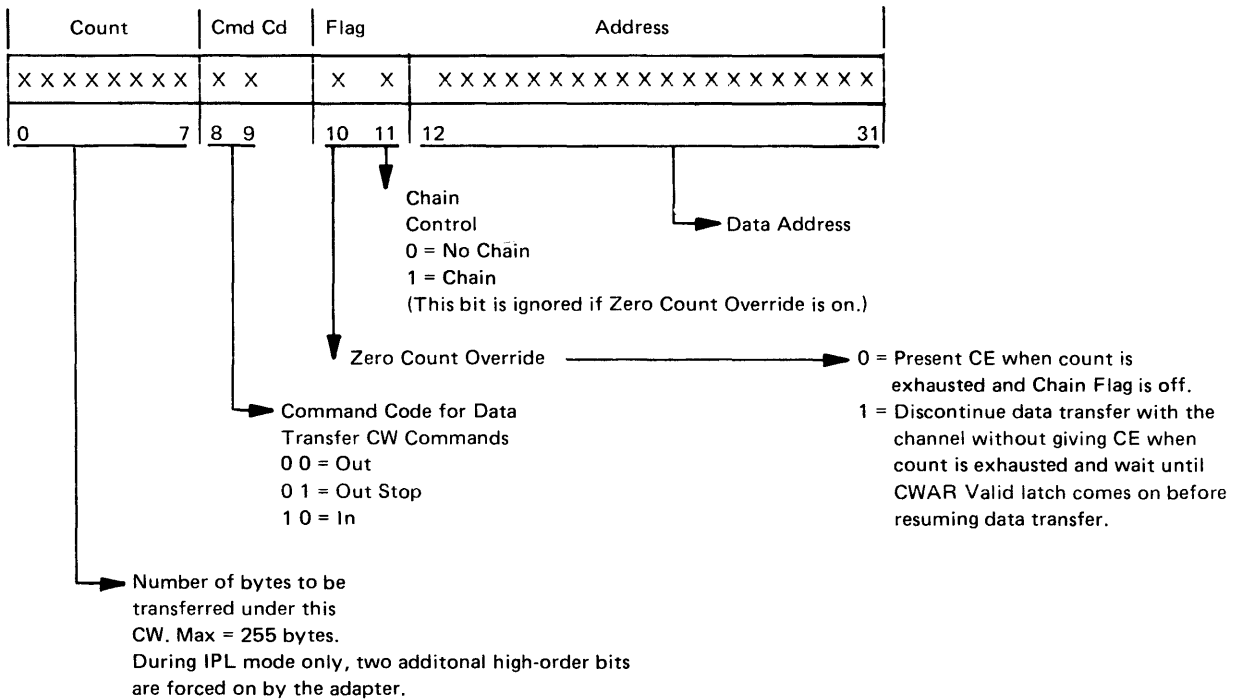 Count Cmd Cd Flag Address
X X X X X X X X X X X X X X X X X X X X X X X X X X X X X X X X
0 7 8 9 10 11 12 31
Chain
Control
0 = No Chain
1 = Chain
(This bit is ignored if Zero Count Override is on.)
Data Address
Zero Count Override
0 = Present CE when count is
exhausted and Chain Flag is off.
1 = Discontinue data transfer with the
channel without giving CE when
count is exhausted and wait until
CWAR Valid latch comes on before
resuming data transfer.
Command Code for Data
Transfer CW Commands
0 0 = Out
0 1 = Out Stop
1 0 = In
Number of bytes to be
transferred under this
CW. Max = 255 bytes.
During IPL mode only, two additonal high-order bits
are forced on by the adapter.